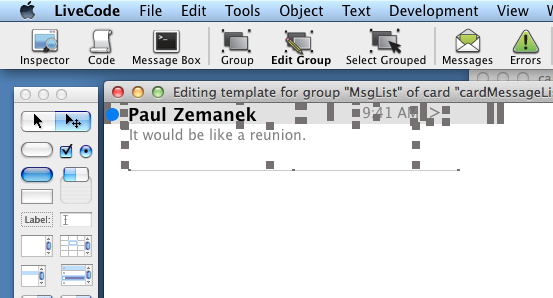 LiveCode File Edit Tools Object Text Development View
Inspector Code Message Box Group Edit Group Select Grouped Messages Errors
Editing template for group "MsgList" of card "cardMessageLis
Paul Zemanek 9:41 AM >
It would be like a reunion.
Label: